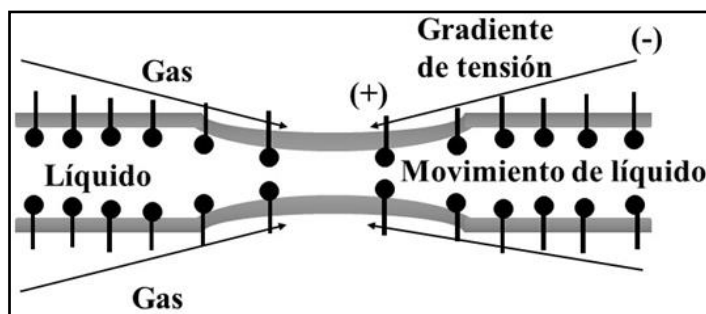 Gradiente
de tensión
(-)
Gas
(+)
Líquido
Movimiento de líquido
Gas